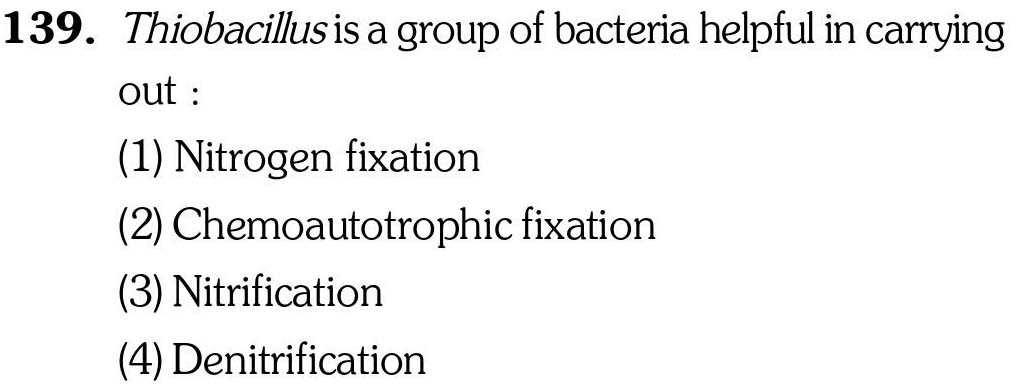 139. Thiobacillus is a group of bacteria helpful in carrying
out :
(1) Nitrogen fixation
(2) Chemoautotrophic fixation
(3) Nitrification
(4) Denitrification